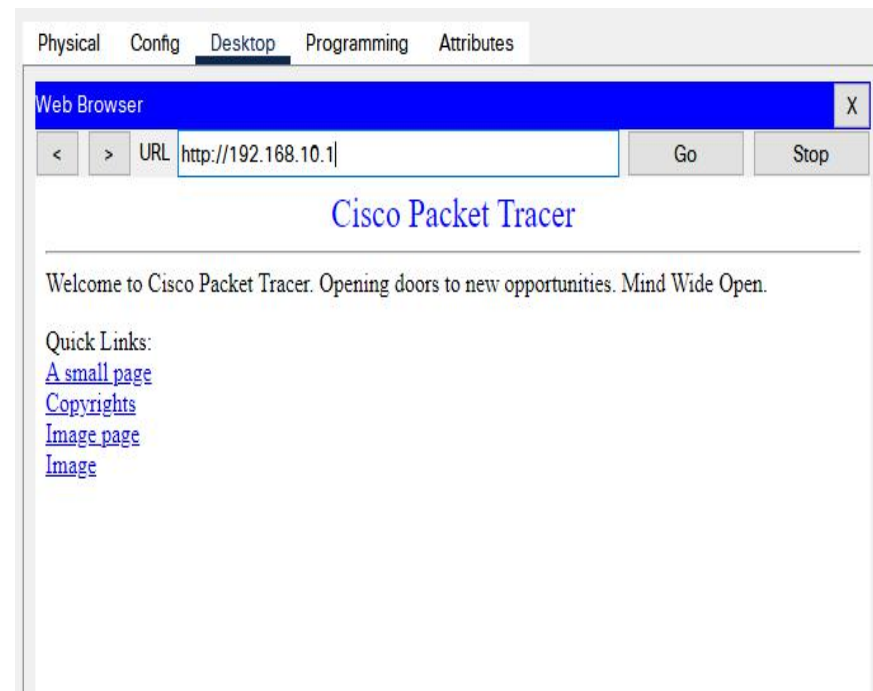 Physical Config Desktop Programming Attributes
Web Browser X
< > URL http://192.168.10.1 Go Stop
Cisco Packet Tracer
Welcome to Cisco Packet Tracer. Opening doors to new opportunities. Mind Wide Open.
Quick Links:
A small page
Copyrights
Image page
Image